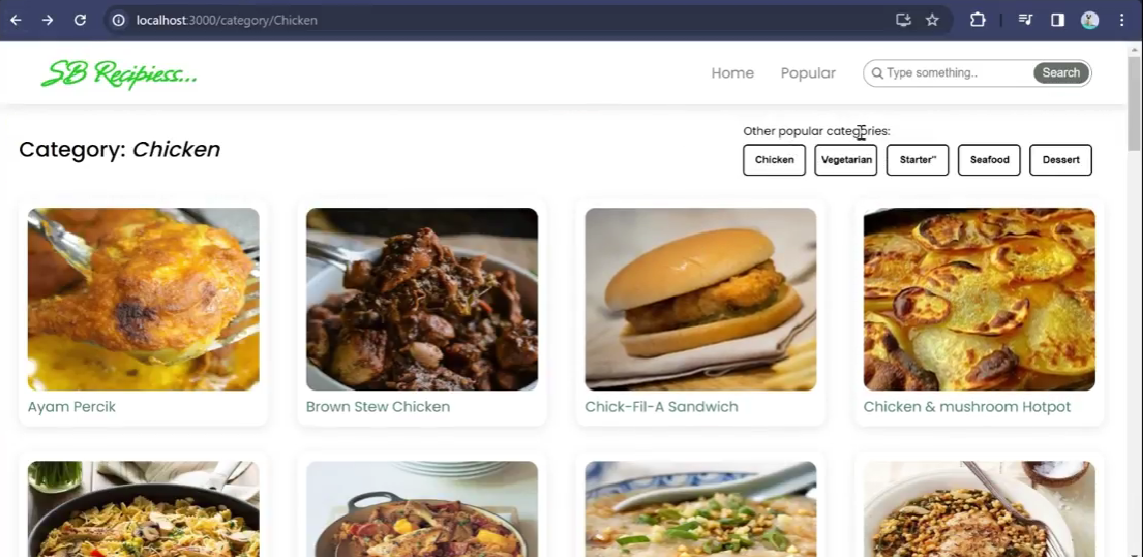 localhost:3000/category/Chicken
SB Recipiess...
Home
Popular
Type something..
Search
Category: Chicken
Other popular categories:
Chicken
Vegetarian
Starter"
Seafood
Dessert
Ayam Percik
Brown Stew Chicken
Chick-Fil-A Sandwich
Chicken & mushroom Hotpot